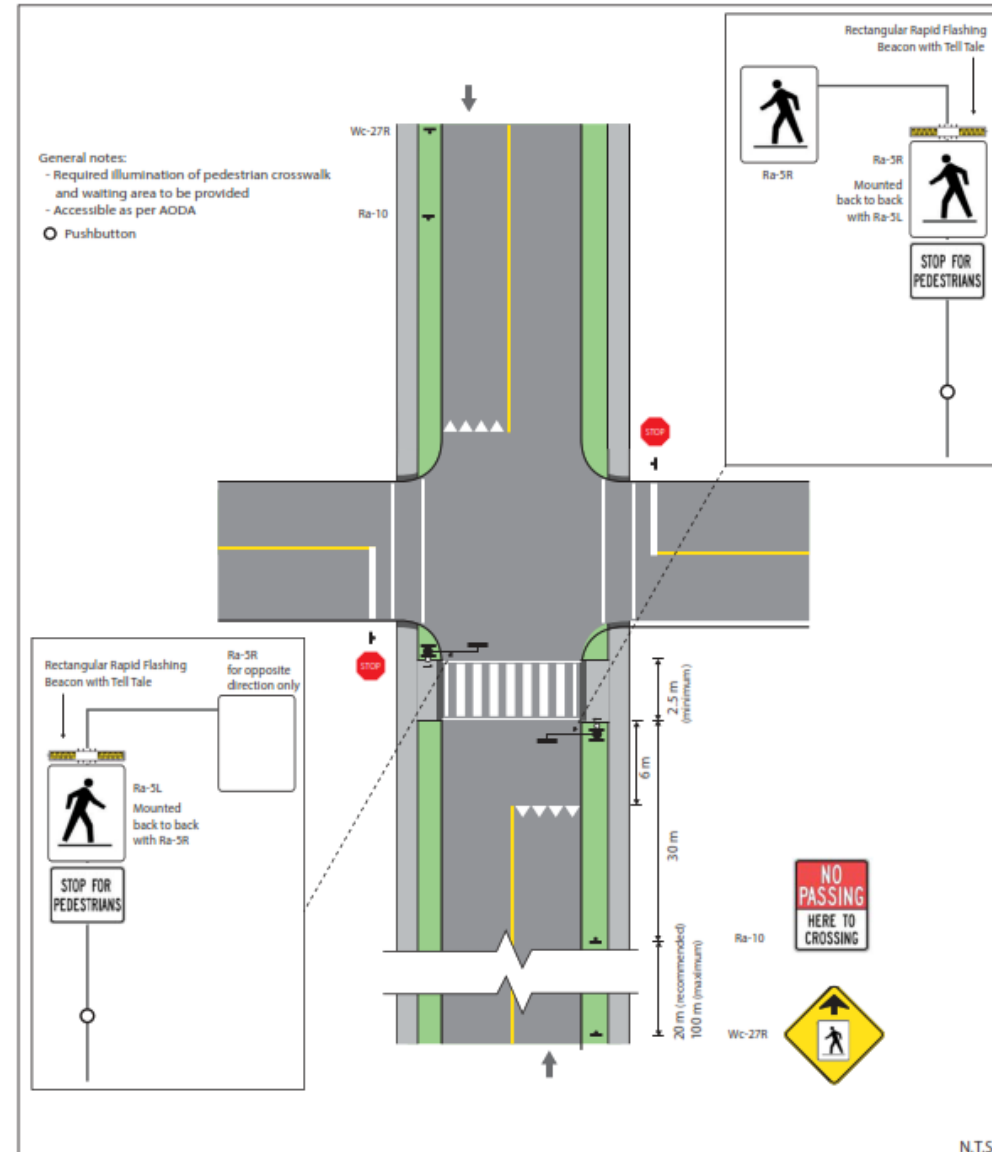 Rectangular Rapid Flashing
Beacon with Tell Tale
Ra-5R
Ra-5R
Mounted
back to back
with Ra-5L
STOP FOR
PEDESTRIANS
Wc-27R
General notes:
- Required illumination of pedestrian crosswalk
and waiting area to be provided
- Accessible as per AODA
Pushbutton
Ra-10
STOP
STOP
Rectangular Rapid Flashing
Beacon with Tell Tale
Ra-5R
for opposite
direction only
Ra-5L
Mounted
back to back
with Ra-5R
STOP FOR
PEDESTRIANS
2.5 m
(minimum)
6 m
30 m
20 m (recommended)
100 m (maximum)
Ra-10
NO
PASSING
HERE TO
CROSSING
Wc-27R
N.T.S